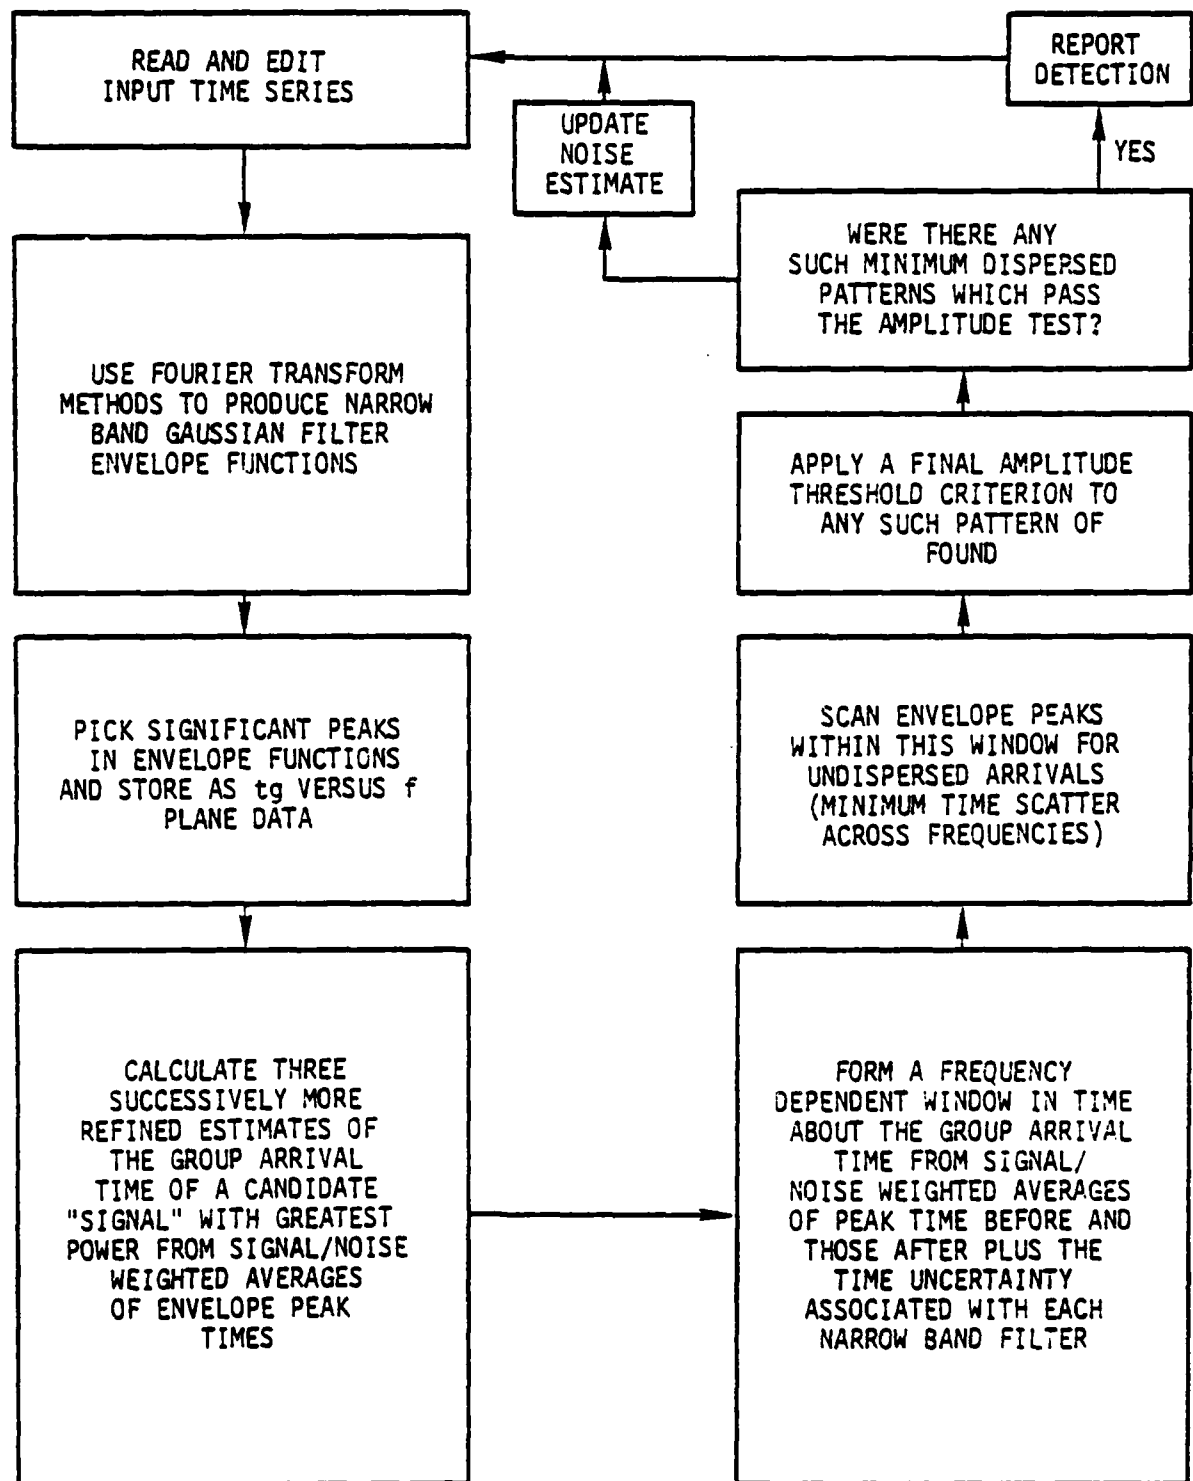 READ AND EDIT
INPUT TIME SERIES
USE FOURIER TRANSFORM
METHODS TO PRODUCE NARROW
BAND GAUSSIAN FILTER
ENVELOPE FUNCTIONS
PICK SIGNIFICANT PEAKS
IN ENVELOPE FUNCTIONS
AND STORE AS tg VERSUS f
PLANE DATA
CALCULATE THREE
SUCCESSIVELY MORE
REFINED ESTIMATES OF
THE GROUP ARRIVAL
TIME OF A CANDIDATE
"SIGNAL" WITH GREATEST
POWER FROM SIGNAL/NOISE
WEIGHTED AVERAGES
OF ENVELOPE PEAK
TIMES
FORM A FREQUENCY
DEPENDENT WINDOW IN TIME
ABOUT THE GROUP ARRIVAL
TIME FROM SIGNAL/
NOISE WEIGHTED AVERAGES
OF PEAK TIME BEFORE AND
THOSE AFTER PLUS THE
TIME UNCERTAINTY
ASSOCIATED WITH EACH
NARROW BAND FILTER
SCAN ENVELOPE PEAKS
WITHIN THIS WINDOW FOR
UNDISPERSED ARRIVALS
(MINIMUM TIME SCATTER
ACROSS FREQUENCIES)
APPLY A FINAL AMPLITUDE
THRESHOLD CRITERION TO
ANY SUCH PATTERN OF
FOUND
WERE THERE ANY
SUCH MINIMUM DISPERSED
PATTERNS WHICH PASS
THE AMPLITUDE TEST?
YES
REPORT
DETECTION
UPDATE
NOISE
ESTIMATE